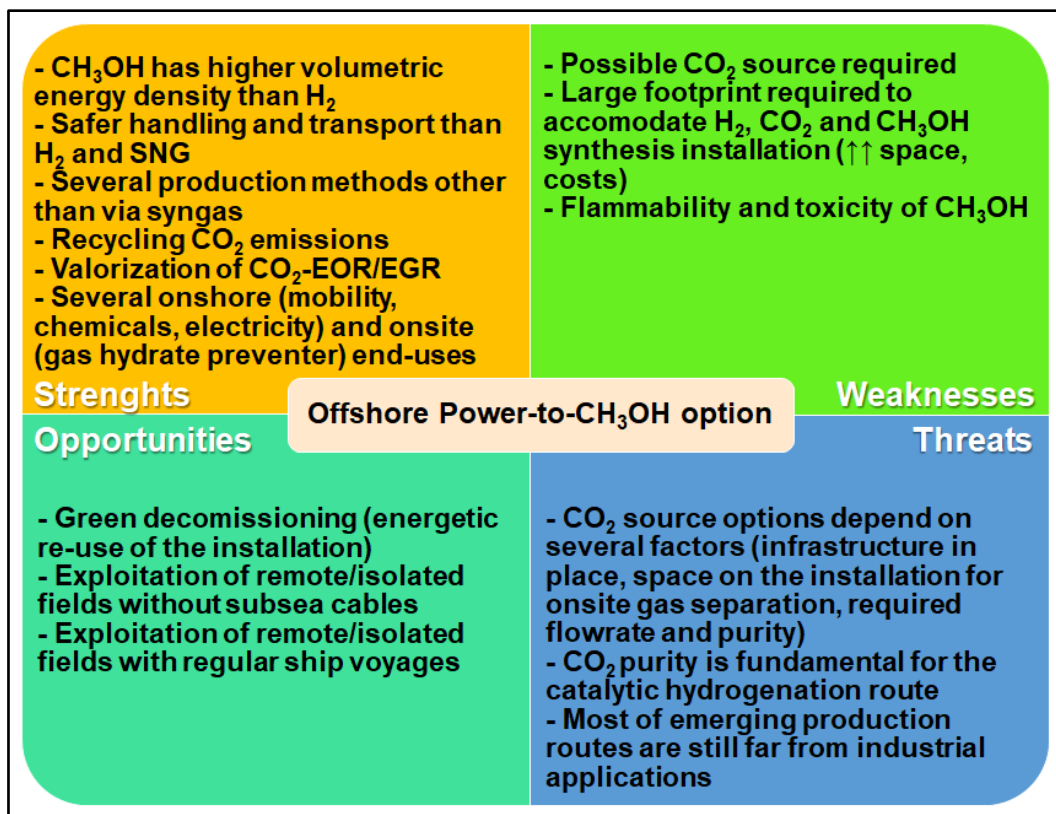 - CH₃OH has higher volumetric
energy density than H₂
- Safer handling and transport than
H₂ and SNG
- Several production methods other
than via syngas
- Recycling CO₂ emissions
- Valorization of CO₂-EOR/EGR
- Several onshore (mobility,
chemicals, electricity) and onsite
(gas hydrate preventer) end-uses
Strenghts
- Possible CO₂ source required
- Large footprint required to
accomodate H₂, CO₂ and CH₃OH
synthesis installation (↑↑ space,
costs)
- Flammability and toxicity of CH₃OH
Weaknesses
Offshore Power-to-CH₃OH option
Opportunities
- Green decomissioning (energetic
re-use of the installation)
- Exploitation of remote/isolated
fields without subsea cables
- Exploitation of remote/isolated
fields with regular ship voyages
Threats
- CO₂ source options depend on
several factors (infrastructure in
place, space on the installation for
onsite gas separation, required
flowrate and purity)
- CO₂ purity is fundamental for the
catalytic hydrogenation route
- Most of emerging production
routes are still far from industrial
applications